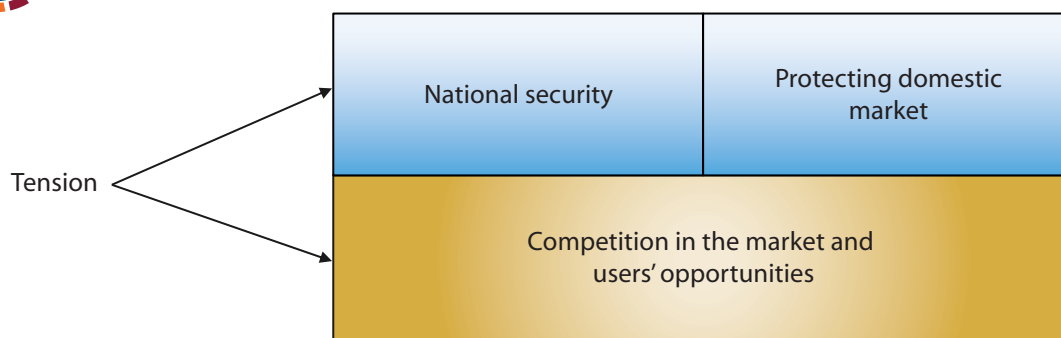 National security
Protecting domestic
market
Tension
Competition in the market and
users’ opportunities